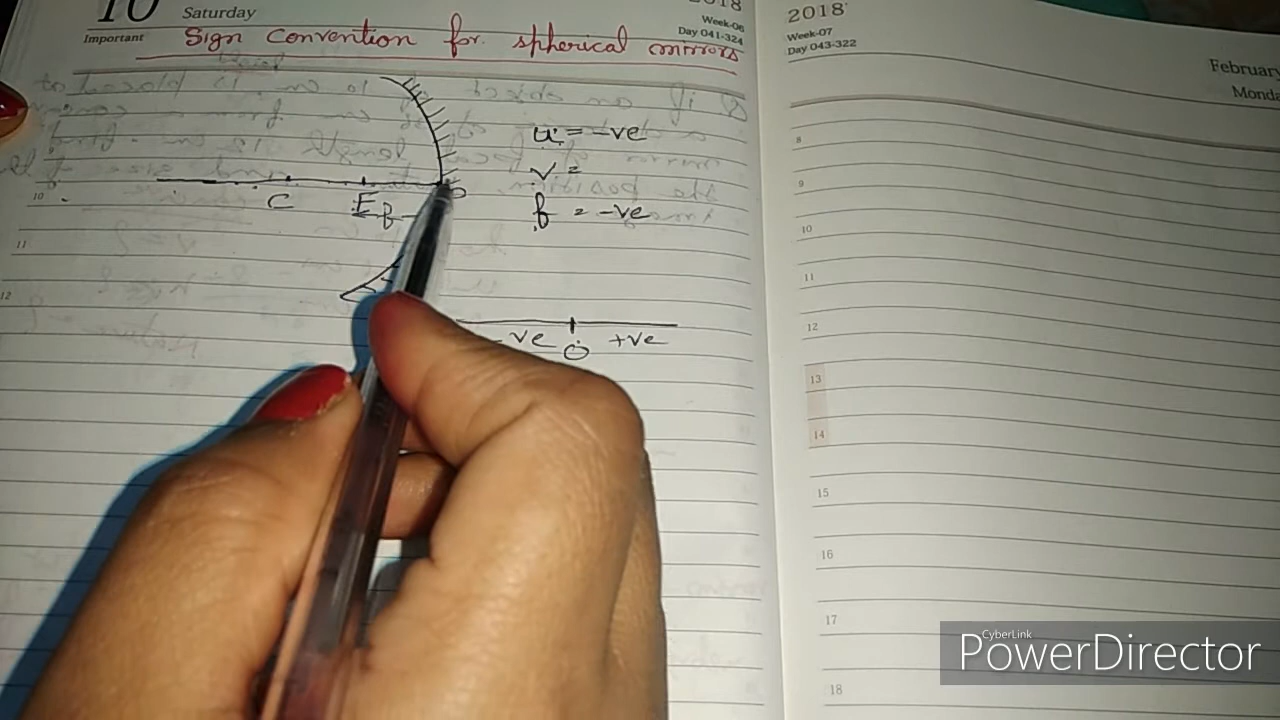 10
Saturday
Important
2018
Week-06
Day 041-324
Sign Convention for spherical mirrors
u = -ve
v =
f = -ve
C F P
f
-ve O +ve
10
11
12
2018
Week-07
Day 043-322
February
Monda
8
9
10
11
12
13
14
15
16
17
18
CyberLink
PowerDirector